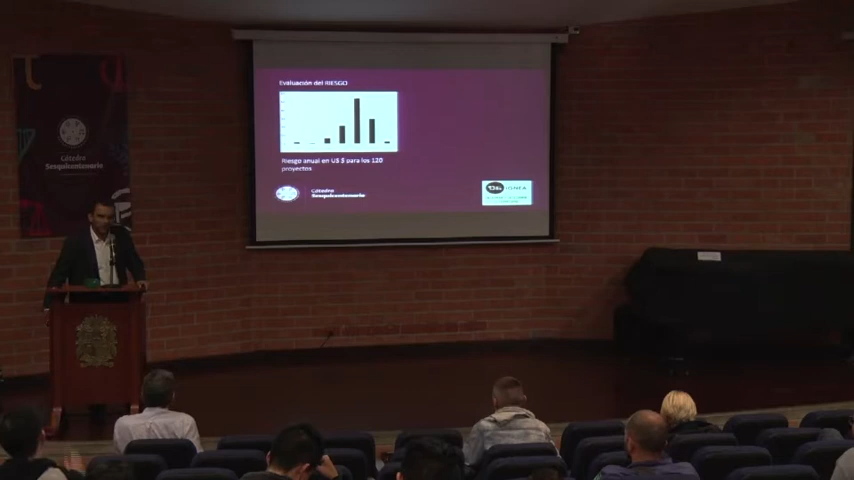 Evaluación del RIESGO
Riesgo anual en US $ para los 120
proyectos
Cátedra
Sesquicentenario
Cátedra
Sesquicentenario